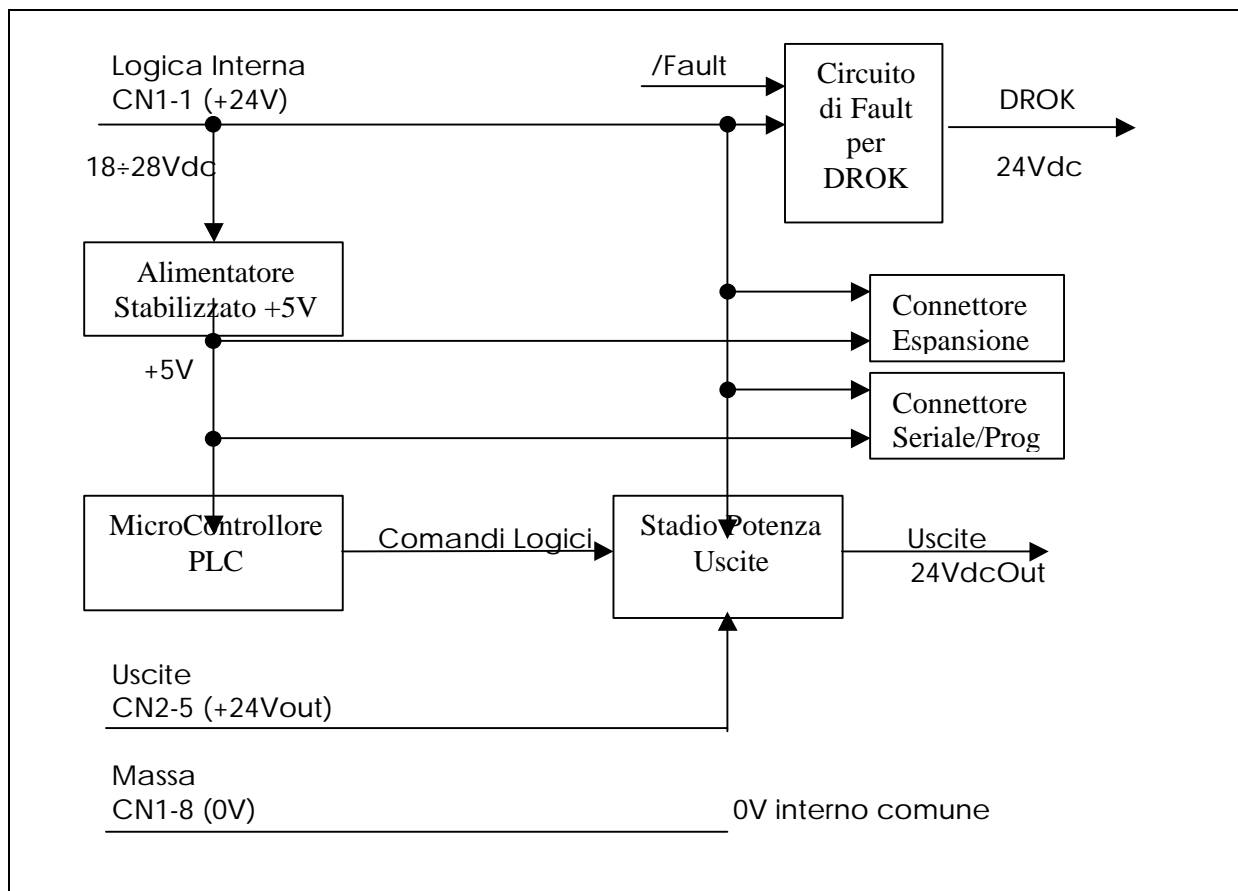 Logica Interna
CN1-1 (+24V)
18÷28Vdc
/Fault
Circuito
di Fault
per
DROK
DROK
24Vdc
Alimentatore
Stabilizzato +5V
+5V
Connettore
Espansione
Connettore
Seriale/Prog
MicroControllore
PLC
Comandi Logici
Stadio Potenza
Uscite
Uscite
24VdcOut
Uscite
CN2-5 (+24Vout)
Massa
CN1-8 (0V)
0V interno comune